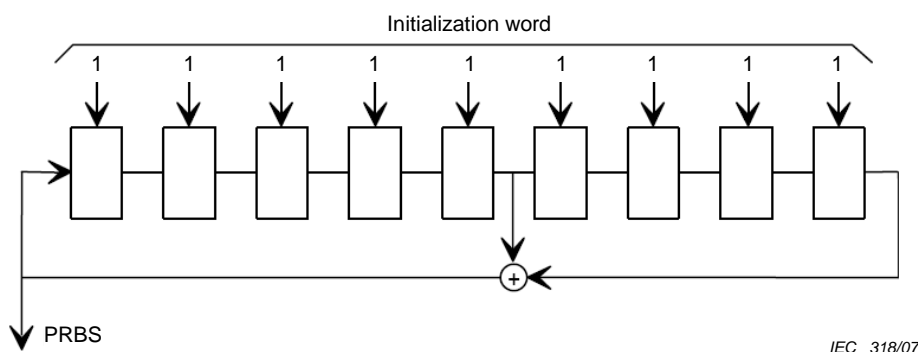 Initialization word
1 1 1 1 1 1 1 1 1
+
PRBS
IEC 318/07